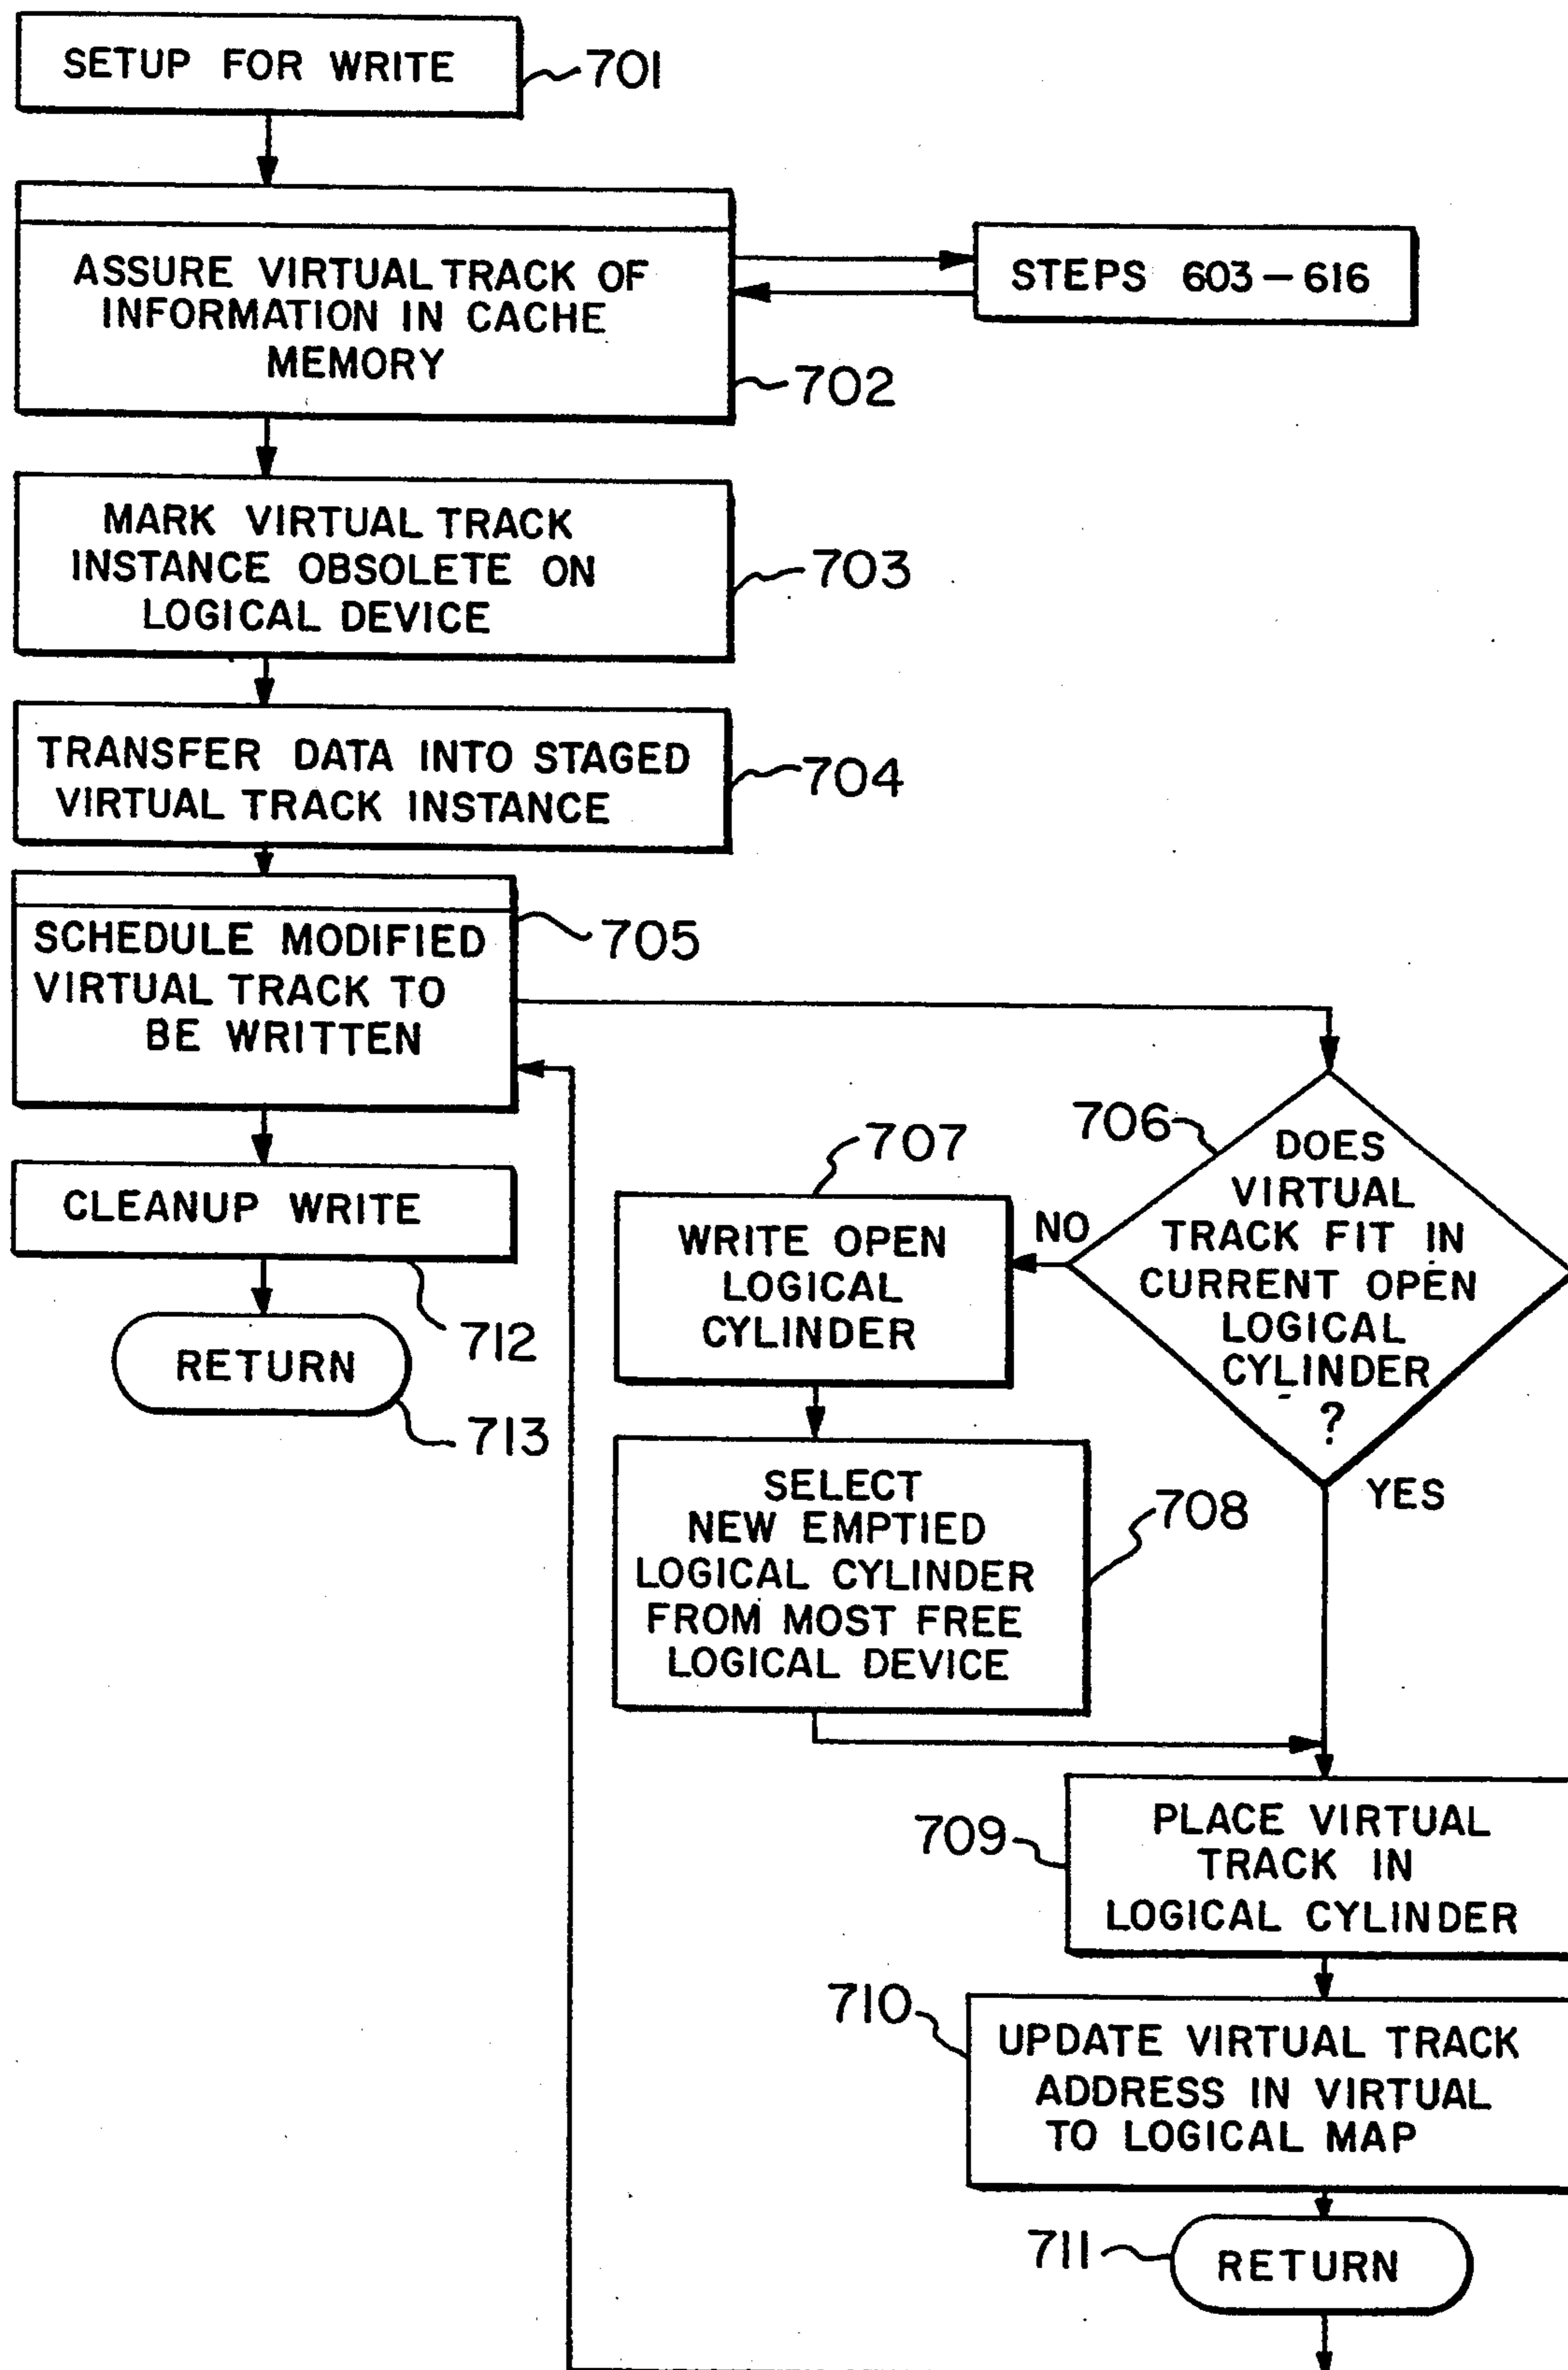 SETUP FOR WRITE
701
ASSURE VIRTUAL TRACK OF
INFORMATION IN CACHE
MEMORY
702
STEPS 603-616
MARK VIRTUAL TRACK
INSTANCE OBSOLETE ON
LOGICAL DEVICE
703
TRANSFER DATA INTO STAGED
VIRTUAL TRACK INSTANCE
704
SCHEDULE MODIFIED
VIRTUAL TRACK TO
BE WRITTEN
705
CLEANUP WRITE
712
RETURN
713
706
DOES
VIRTUAL
TRACK FIT IN
CURRENT OPEN
LOGICAL
CYLINDER
?
NO
YES
707
WRITE OPEN
LOGICAL
CYLINDER
SELECT
NEW EMPTIED
LOGICAL CYLINDER
FROM MOST FREE
LOGICAL DEVICE
708
709
PLACE VIRTUAL
TRACK IN
LOGICAL CYLINDER
710
UPDATE VIRTUAL TRACK
ADDRESS IN VIRTUAL
TO LOGICAL MAP
711
RETURN